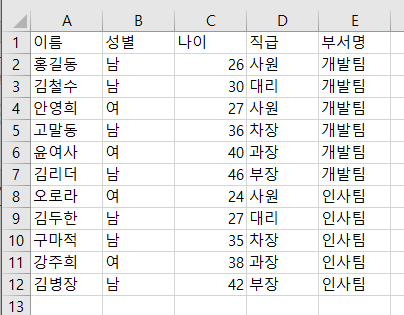 A B C D E
1 이름 성별 나이 직급 부서명
2 홍길동 남 26 사원 개발팀
3 김철수 남 30 대리 개발팀
4 안영희 여 27 사원 개발팀
5 고말동 남 36 차장 개발팀
6 윤여사 여 40 과장 개발팀
7 김리더 남 46 부장 개발팀
8 오로라 여 24 사원 인사팀
9 김두한 남 27 대리 인사팀
10 구마적 남 35 차장 인사팀
11 강주희 여 38 과장 인사팀
12 김병장 남 42 부장 인사팀
13